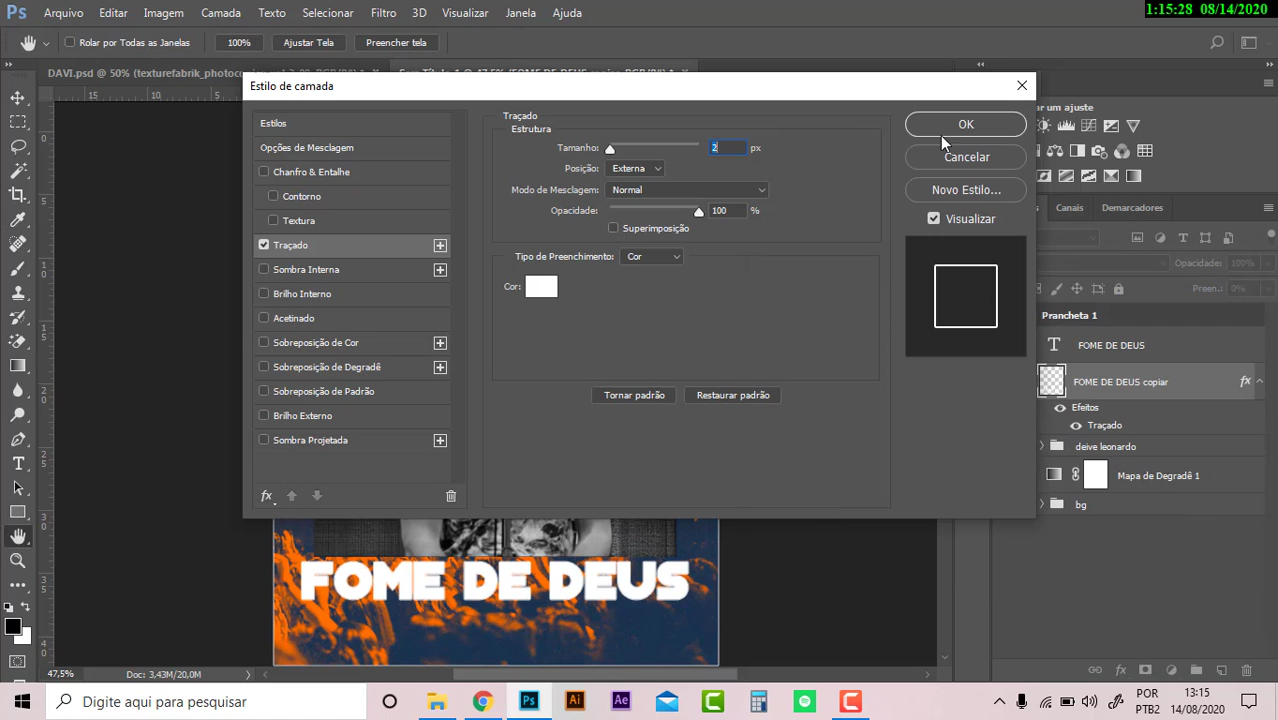 1:15:28 08/14/2020
Arquivo Editar Imagem Camada Texto Selecionar Filtro 3D Visualizar Janela Ajuda
Rolar por Todas as Janelas 100% Ajustar Tela Preencher tela
DAVI.psd @ 50%
Estilo de camada
15 10 5
Estilos
Opções de Mesclagem
Chanfro & Entalhe
Contorno
Textura
Traçado
Sombra Interna
Brilho Interno
Acetinado
Sobreposição de Cor
Sobreposição de Degradê
Sobreposição de Padrão
Brilho Externo
Sombra Projetada
fx
Traçado
Estrutura
Tamanho: 2 px
Posição: Externa
Modo de Mesclagem: Normal
Opacidade: 100 %
Superimposição
Tipo de Preenchimento: Cor
Cor:
Tornar padrão Restaurar padrão
OK
Cancelar
Novo Estilo...
Visualizar
um ajuste
Canais Demarcadores
Opacidade: 100%
Preen.: 0%
Prancheta 1
T FOME DE DEUS
FOME DE DEUS copiar fx
Efeitos
Traçado
deive leonardo
Mapa de Degradê 1
bg
FOME DE DEUS
47,5% Doc: 3,43M/20,0M
Digite aqui para pesquisar
Ps Ai Ae
POR
PTB2
13:15
14/08/2020